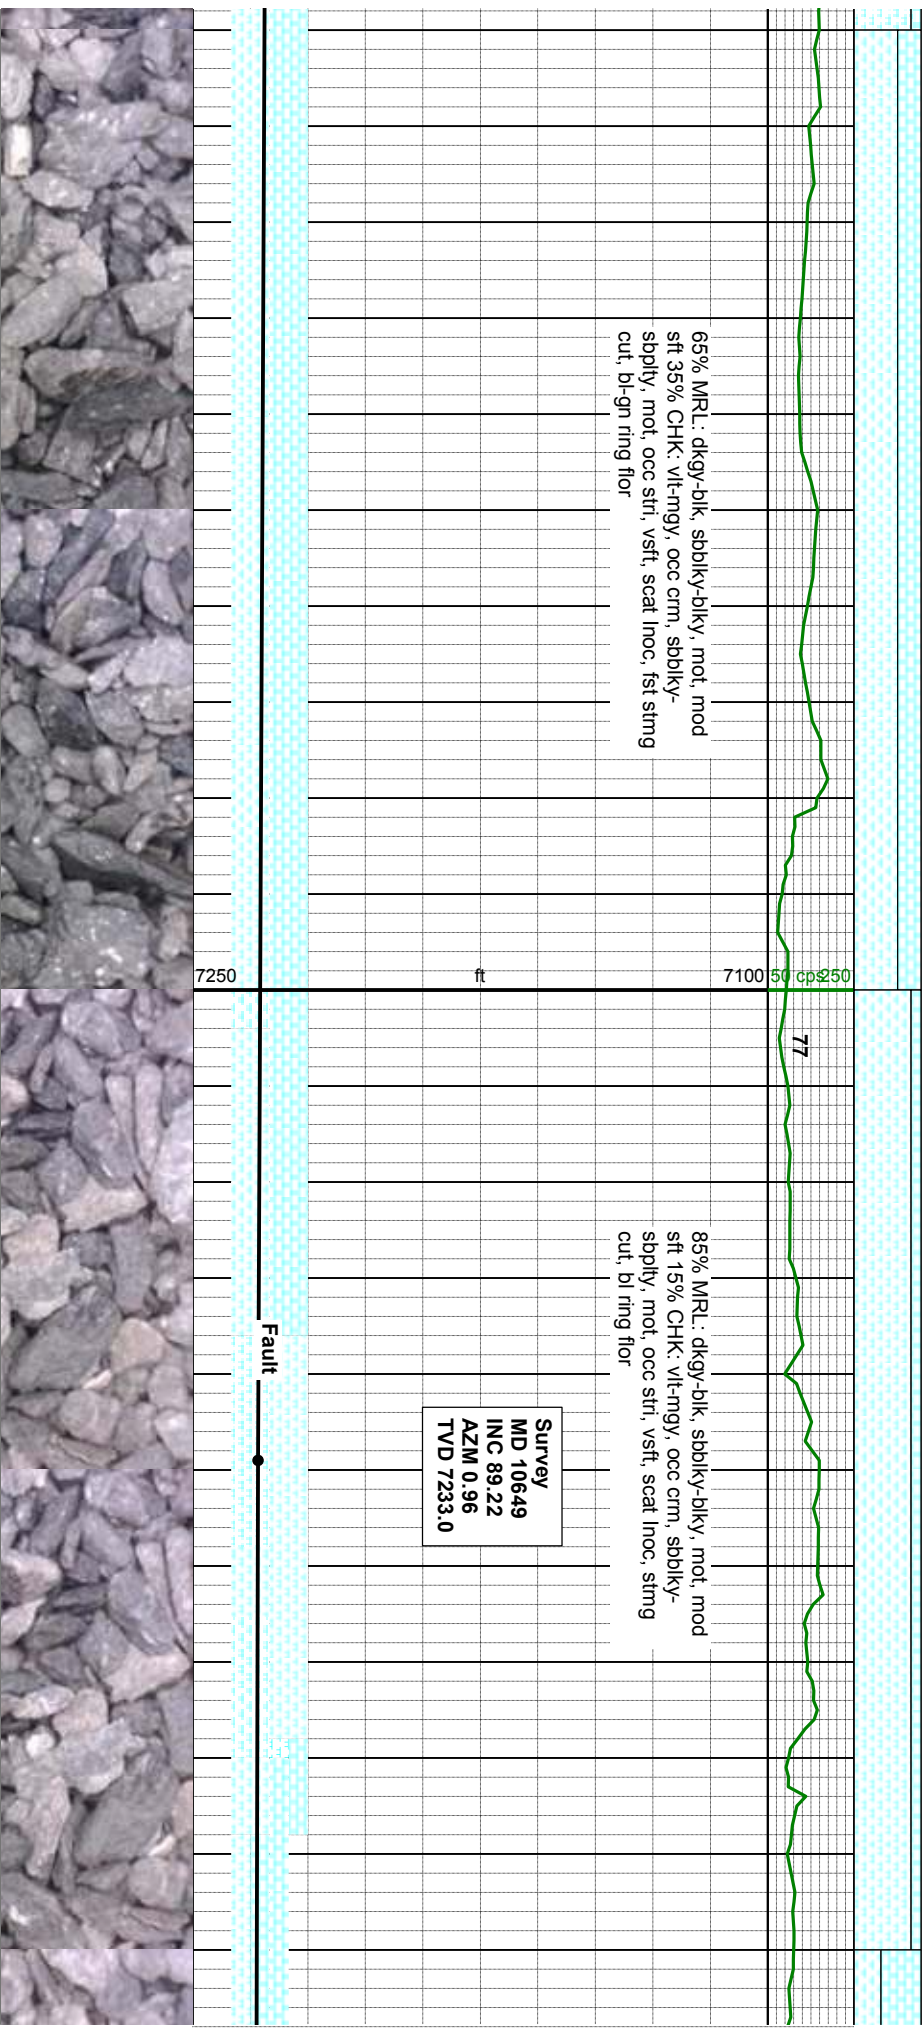 65% MRL: dkgy-blk, sbblky-blky, mot, mod
sft 35% CHK: vlt-mgy, occ crm, sbblky-
sbplty, mot, occ stri, vsft, scat Inoc, fst stmg
cut, bl-gn ring flor
7250
ft
7100
50 cps 250
77
85% MRL: dkgy-blk, sbblky-blky, mot, mod
sft 15% CHK: vlt-mgy, occ crm, sbblky-
sbplty, mot, occ stri, vsft, scat Inoc, stmg
cut, bl ring flor
Fault
Survey
MD 10649
INC 89.22
AZM 0.96
TVD 7233.0